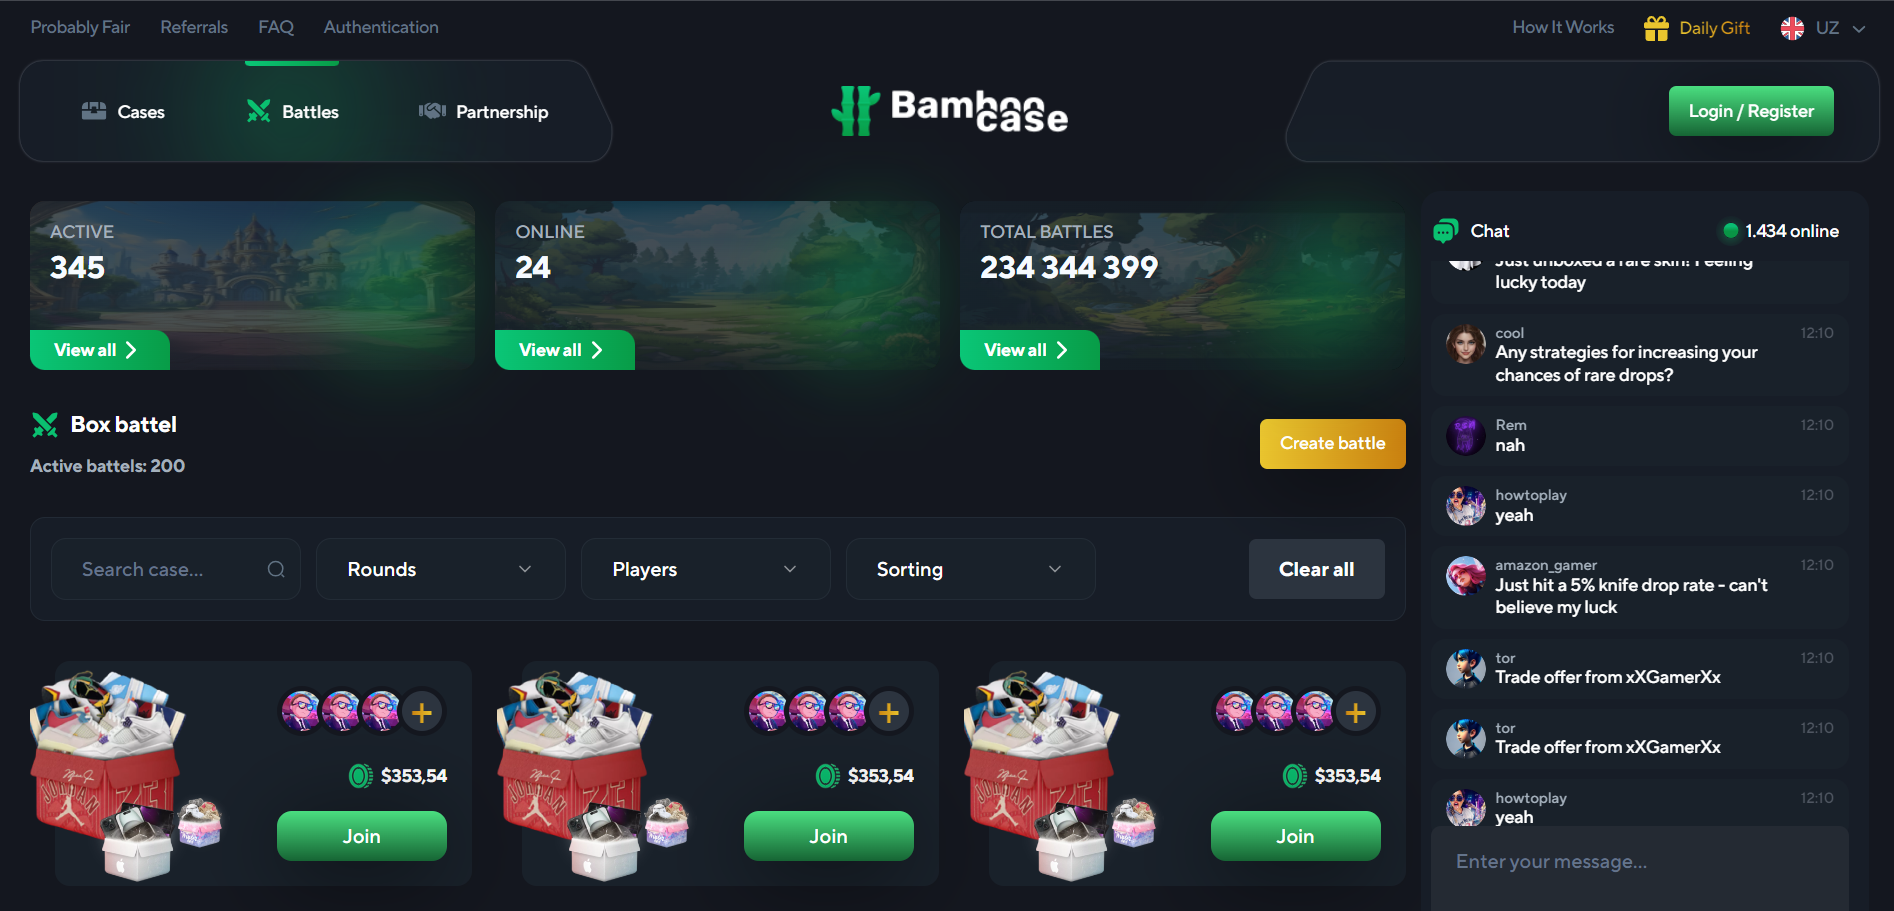 Probably Fair Referrals FAQ Authentication
How It Works Daily Gift UZ
Cases Battles Partnership
Bamboo
case
Login / Register
ACTIVE
345
View all
ONLINE
24
View all
TOTAL BATTLES
234 344 399
View all
Box battel
Active battels: 200
Create battle
Search case... Rounds Players Sorting Clear all
$353,54
Join
$353,54
Join
$353,54
Join
Chat 1.434 online
Just unboxed a rare skin! Feeling
lucky today
cool 12:10
Any strategies for increasing your
chances of rare drops?
Rem 12:10
nah
howtoplay 12:10
yeah
amazon_gamer 12:10
Just hit a 5% knife drop rate - can't
believe my luck
tor 12:10
Trade offer from xXGamerXx
tor 12:10
Trade offer from xXGamerXx
howtoplay 12:10
yeah
Enter your message...